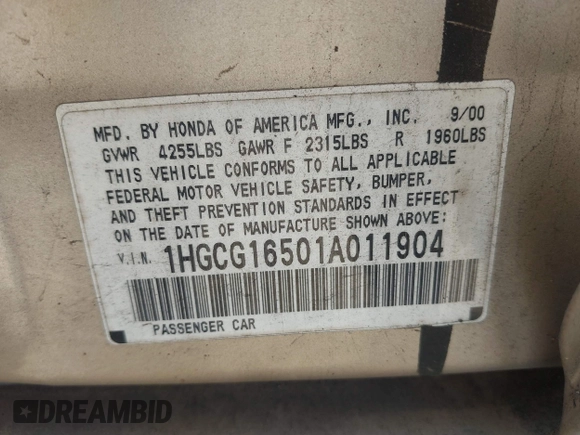 MFD. BY HONDA OF AMERICA MFG., INC. 9/00
GVWR 4255LBS GAWR F 2315LBS R 1960LBS
THIS VEHICLE CONFORMS TO ALL APPLICABLE
FEDERAL MOTOR VEHICLE SAFETY, BUMPER,
AND THEFT PREVENTION STANDARDS IN EFFECT
ON THE DATE OF MANUFACTURE SHOWN ABOVE.
V.I.N. 1HGCG16501A011904
PASSENGER CAR
DREAMBID